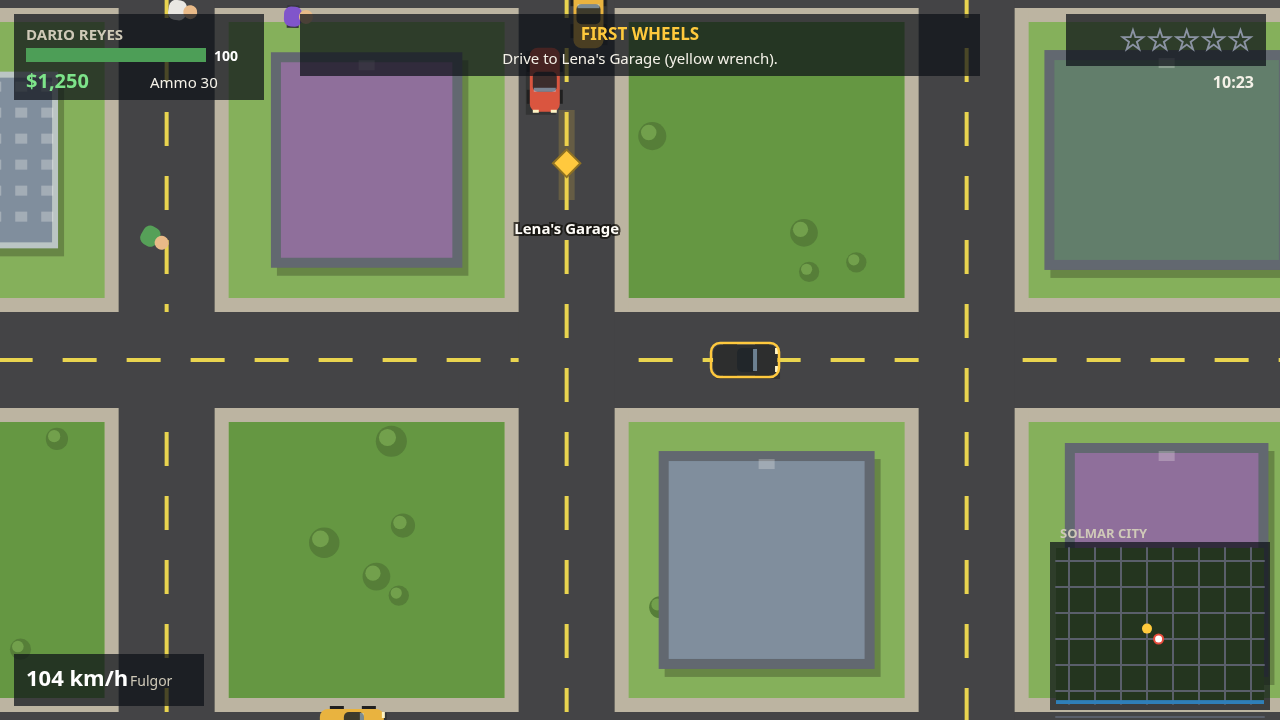 DARIO REYES
100
$1,250
Ammo 30
FIRST WHEELS
Drive to Lena's Garage (yellow wrench).
10:23
Lena's Garage
SOLMAR CITY
104 km/h Fulgor